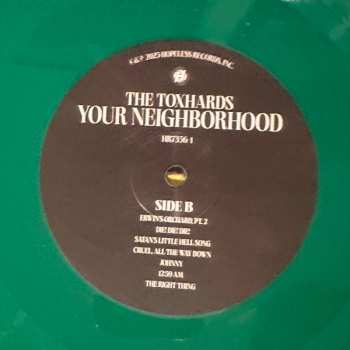 © & ℗ 2025 HOPELESS RECORDS, INC.
THE TOXHARDS
YOUR NEIGHBORHOOD
HR7356-1
SIDE B
ERWIN'S ORCHARD, PT. 2
DIE! DIE! DIE!
SATAN'S LITTLE HELL SONG
CRUEL, ALL THE WAY DOWN
JOHNNY
12:59 AM
THE RIGHT THING